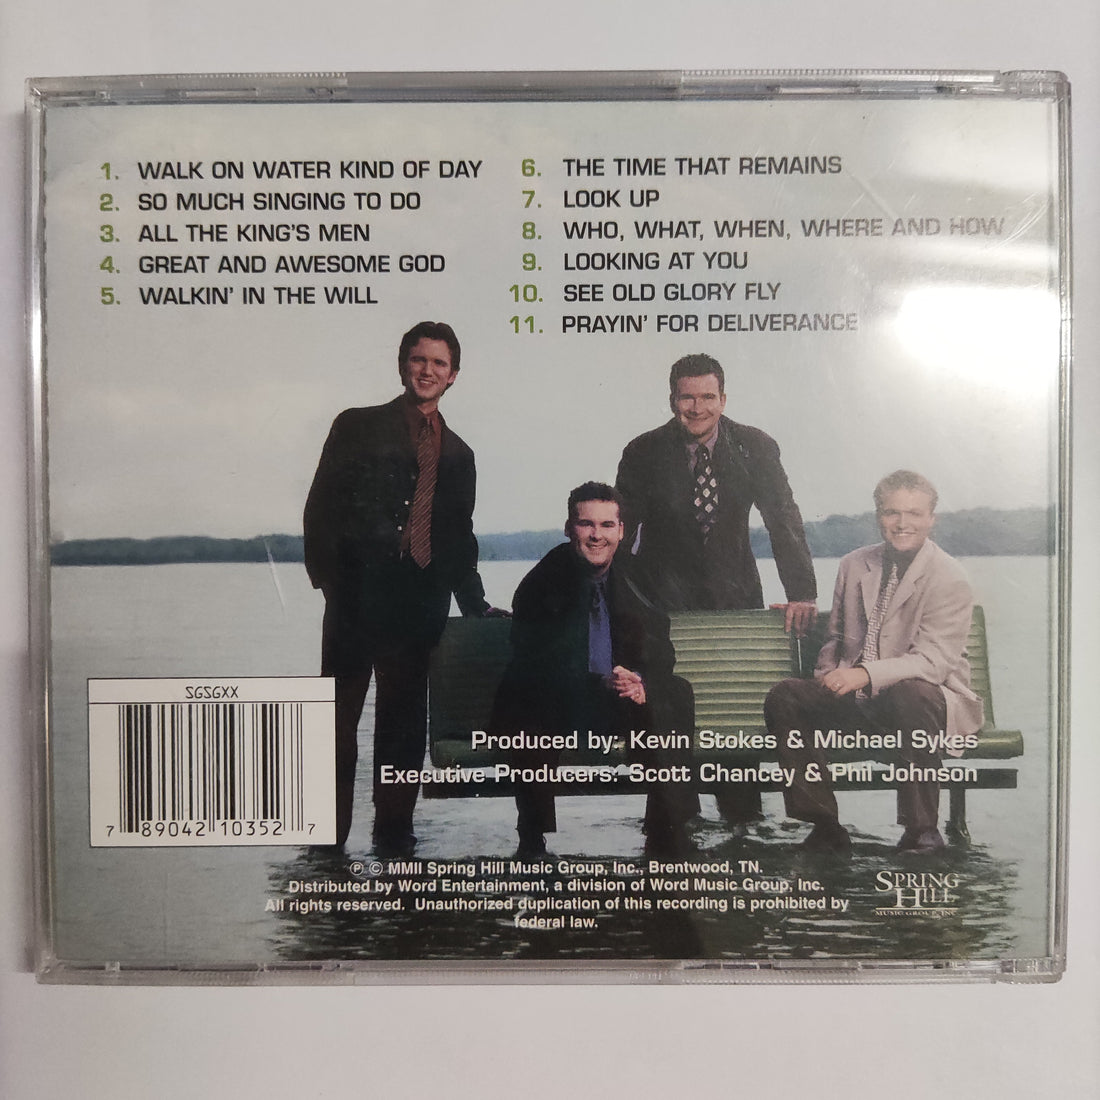 1. WALK ON WATER KIND OF DAY
2. SO MUCH SINGING TO DO
3. ALL THE KING'S MEN
4. GREAT AND AWESOME GOD
5. WALKIN' IN THE WILL
6. THE TIME THAT REMAINS
7. LOOK UP
8. WHO, WHAT, WHEN, WHERE AND HOW
9. LOOKING AT YOU
10. SEE OLD GLORY FLY
11. PRAYIN' FOR DELIVERANCE
SGSGXX
7 89042 10352 7
Produced by: Kevin Stokes & Michael Sykes
Executive Producers: Scott Chancey & Phil Johnson
℗ © MMII Spring Hill Music Group, Inc., Brentwood, TN.
Distributed by Word Entertainment, a division of Word Music Group, Inc.
All rights reserved. Unauthorized duplication of this recording is prohibited by
federal law.
SPRING
HILL
MUSIC GROUP, INC